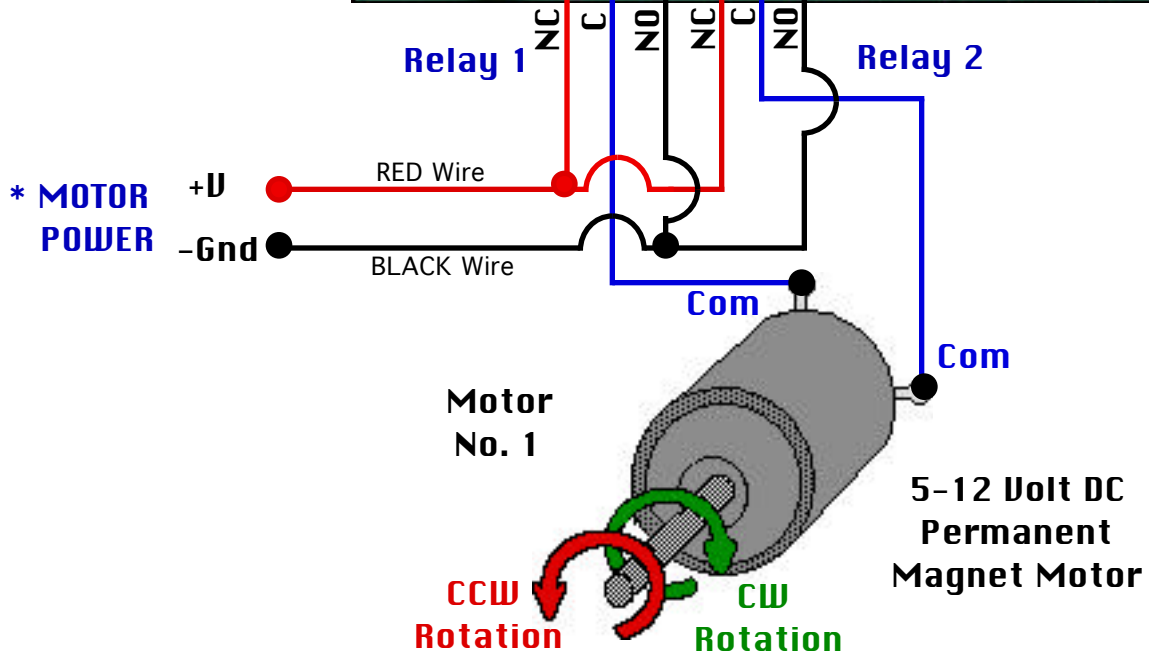 NC C NO NC C NO
Relay 1
Relay 2
RED Wire
* MOTOR
POWER
+V
-Gnd
BLACK Wire
Com
Com
Motor
No. 1
5-12 Volt DC
Permanent
Magnet Motor
CCW
Rotation
CW
Rotation